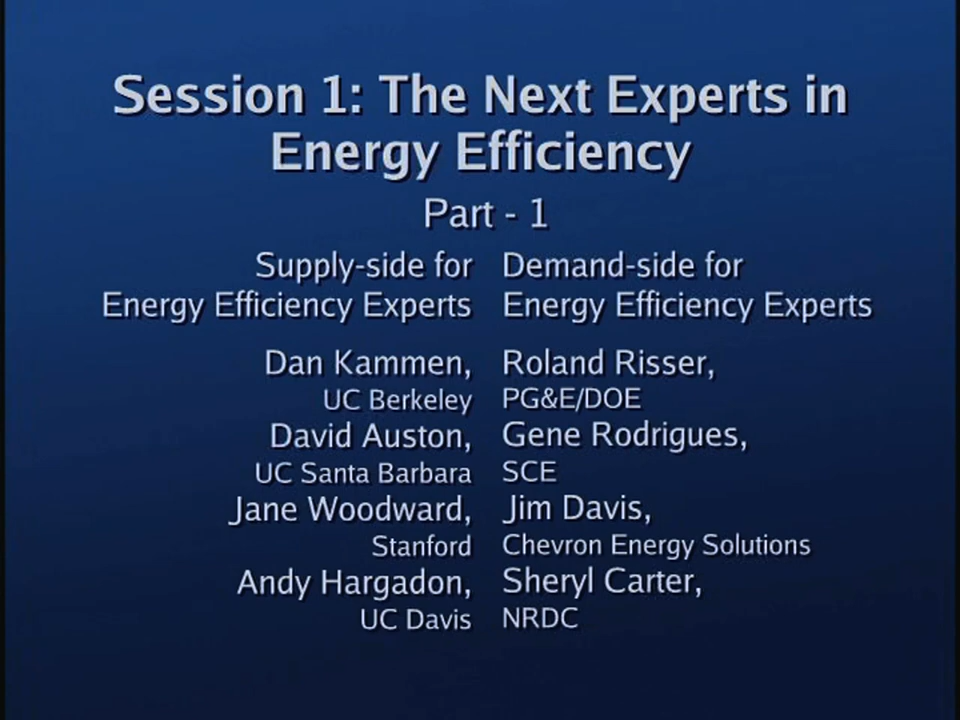 Session 1: The Next Experts in
Energy Efficiency
Part - 1
Supply-side for
Energy Efficiency Experts
Dan Kammen,
UC Berkeley
David Auston,
UC Santa Barbara
Jane Woodward,
Stanford
Andy Hargadon,
UC Davis
Demand-side for
Energy Efficiency Experts
Roland Risser,
PG&E/DOE
Gene Rodrigues,
SCE
Jim Davis,
Chevron Energy Solutions
Sheryl Carter,
NRDC